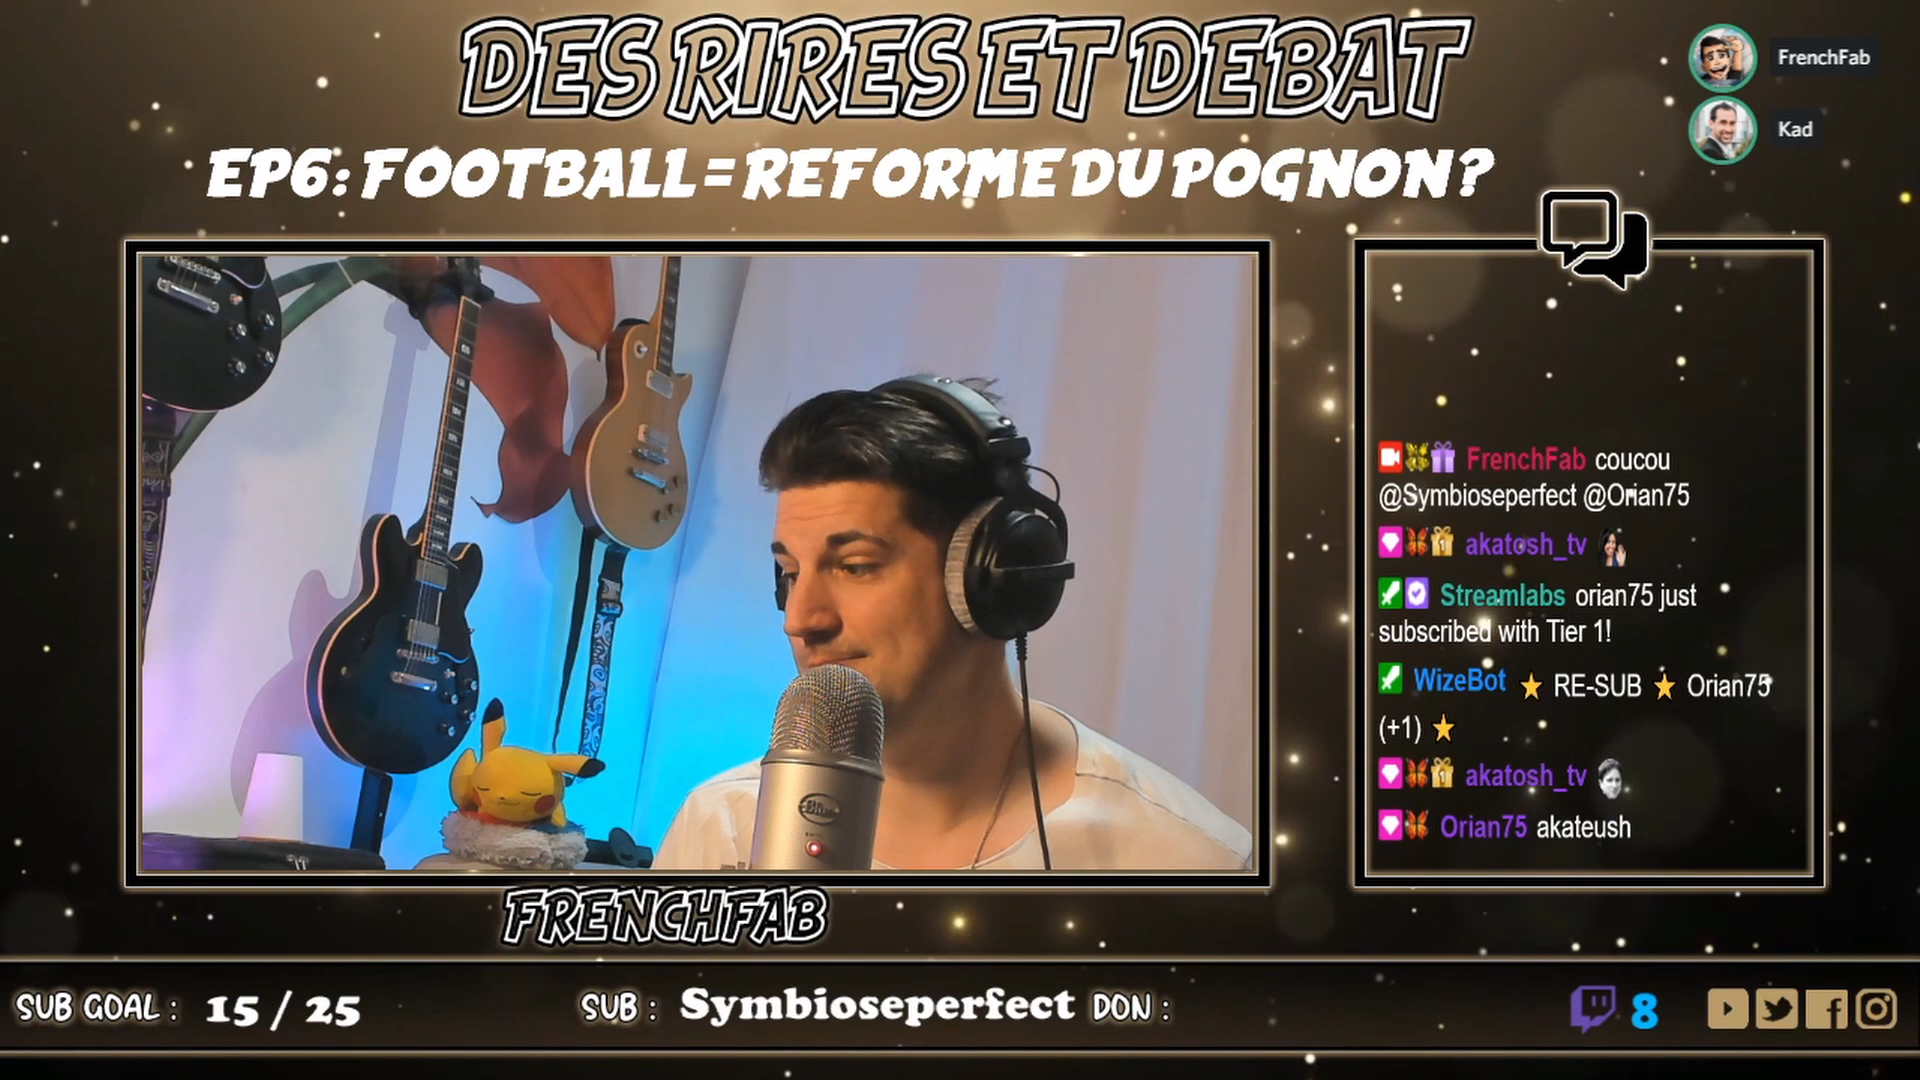 DES RIRES ET DEBAT
EP6: FOOTBALL = REFORME DU POGNON ?
FrenchFab
Kad
FrenchFab coucou
@Symbioseperfect @Orian75
akatosh_tv
Streamlabs orian75 just
subscribed with Tier 1!
WizeBot ★ RE-SUB ★ Orian75
(+1) ★
akatosh_tv
Orian75 akateush
Blue
FRENCHFAB
SUB GOAL : 15 / 25
SUB : Symbioseperfect DON :
8